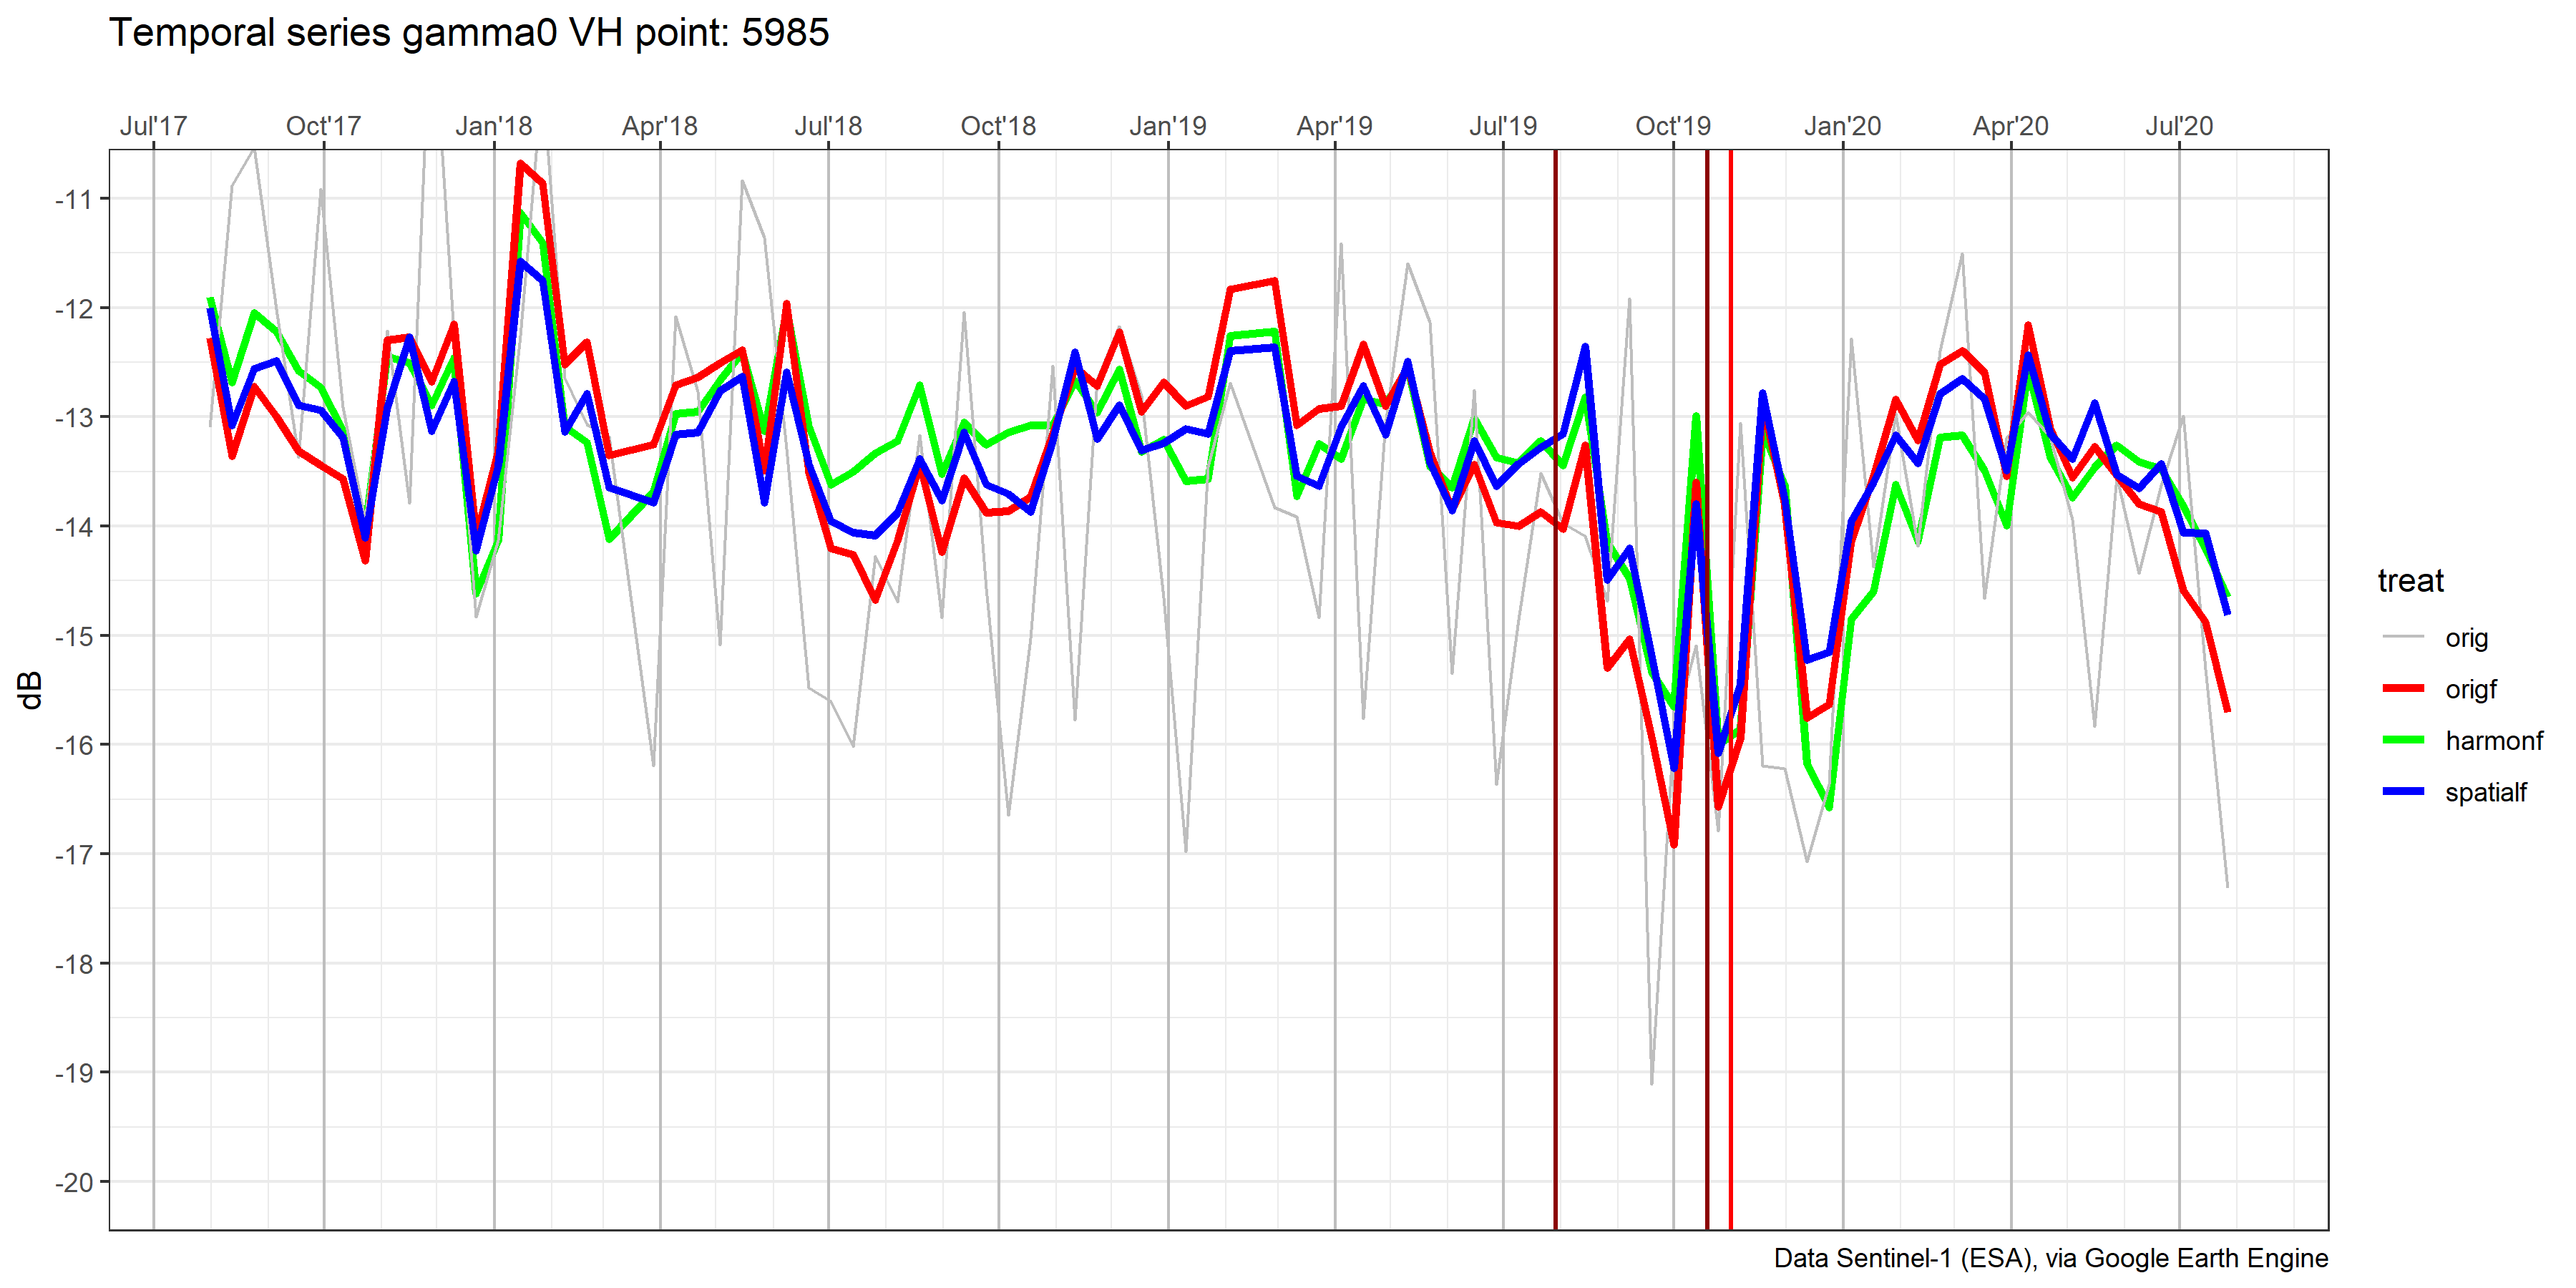 Temporal series gamma0 VH point: 5985
Jul'17 Oct'17 Jan'18 Apr'18 Jul'18 Oct'18 Jan'19 Apr'19 Jul'19 Oct'19 Jan'20 Apr'20 Jul'20
-11
-12
-13
-14
-15
-16
-17
-18
-19
-20
dB
treat
orig
origf
harmonf
spatialf
Data Sentinel-1 (ESA), via Google Earth Engine